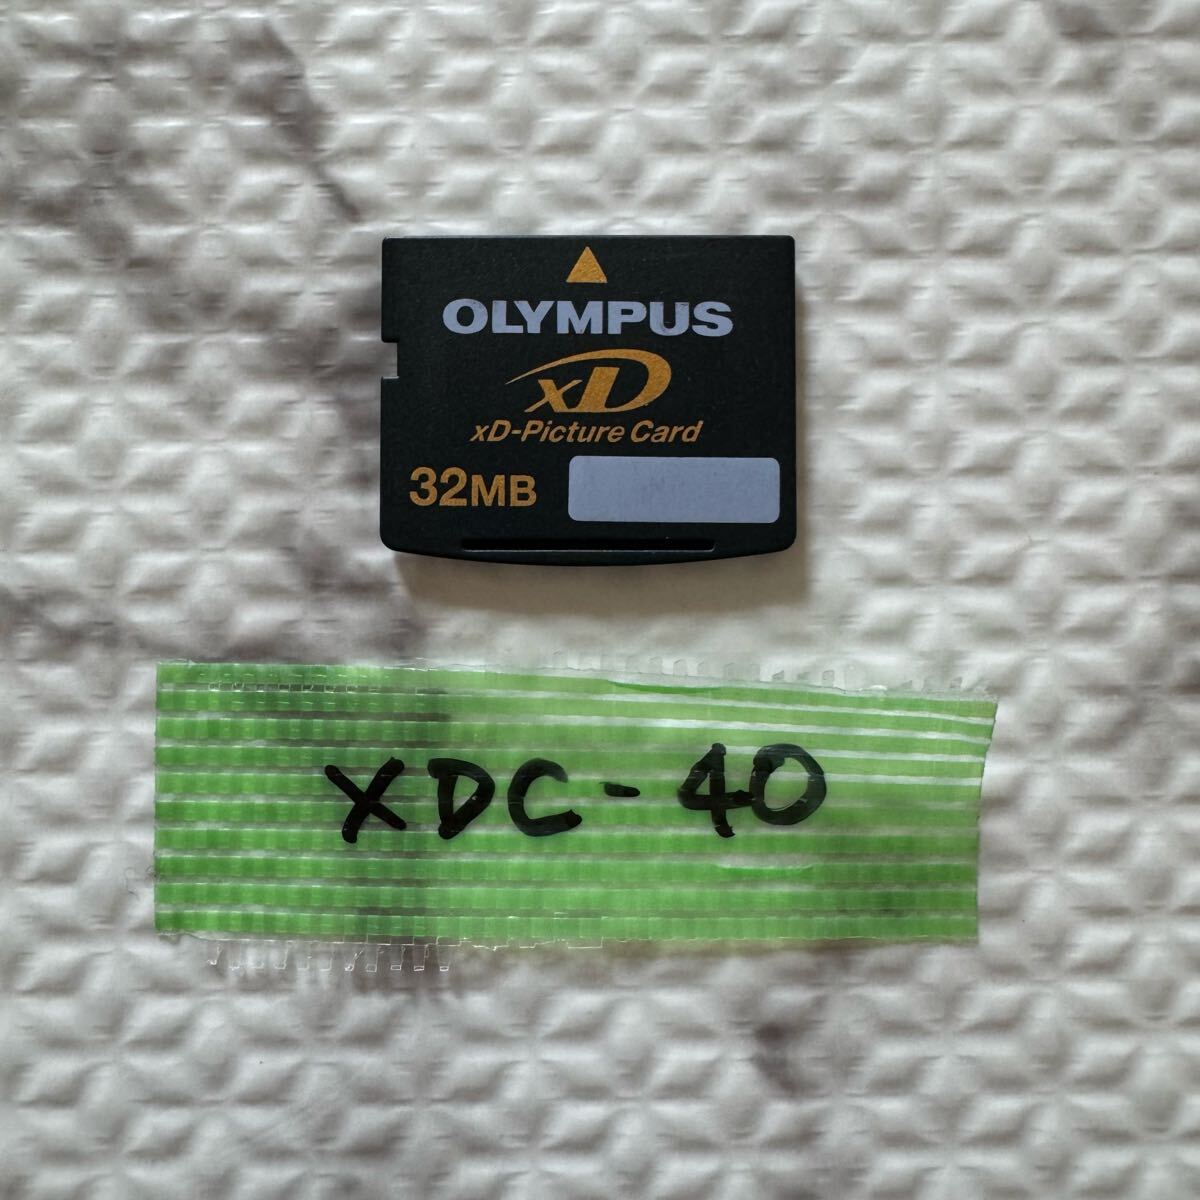 OLYMPUS
xD
xD-Picture Card
32MB
XDC-40